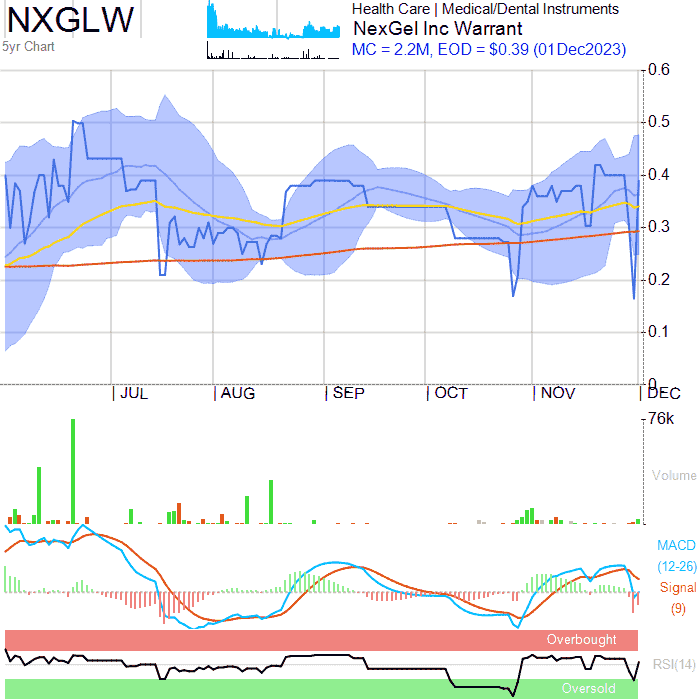 NXGLW
5yr Chart
Health Care | Medical/Dental Instruments
NexGel Inc Warrant
MC = 2.2M, EOD = $0.39 (01Dec2023)
0.6
0.5
0.4
0.3
0.2
0.1
0
JUL
AUG
SEP
OCT
NOV
DEC
76k
Volume
MACD
(12-26)
Signal
(9)
Overbought
RSI(14)
Oversold